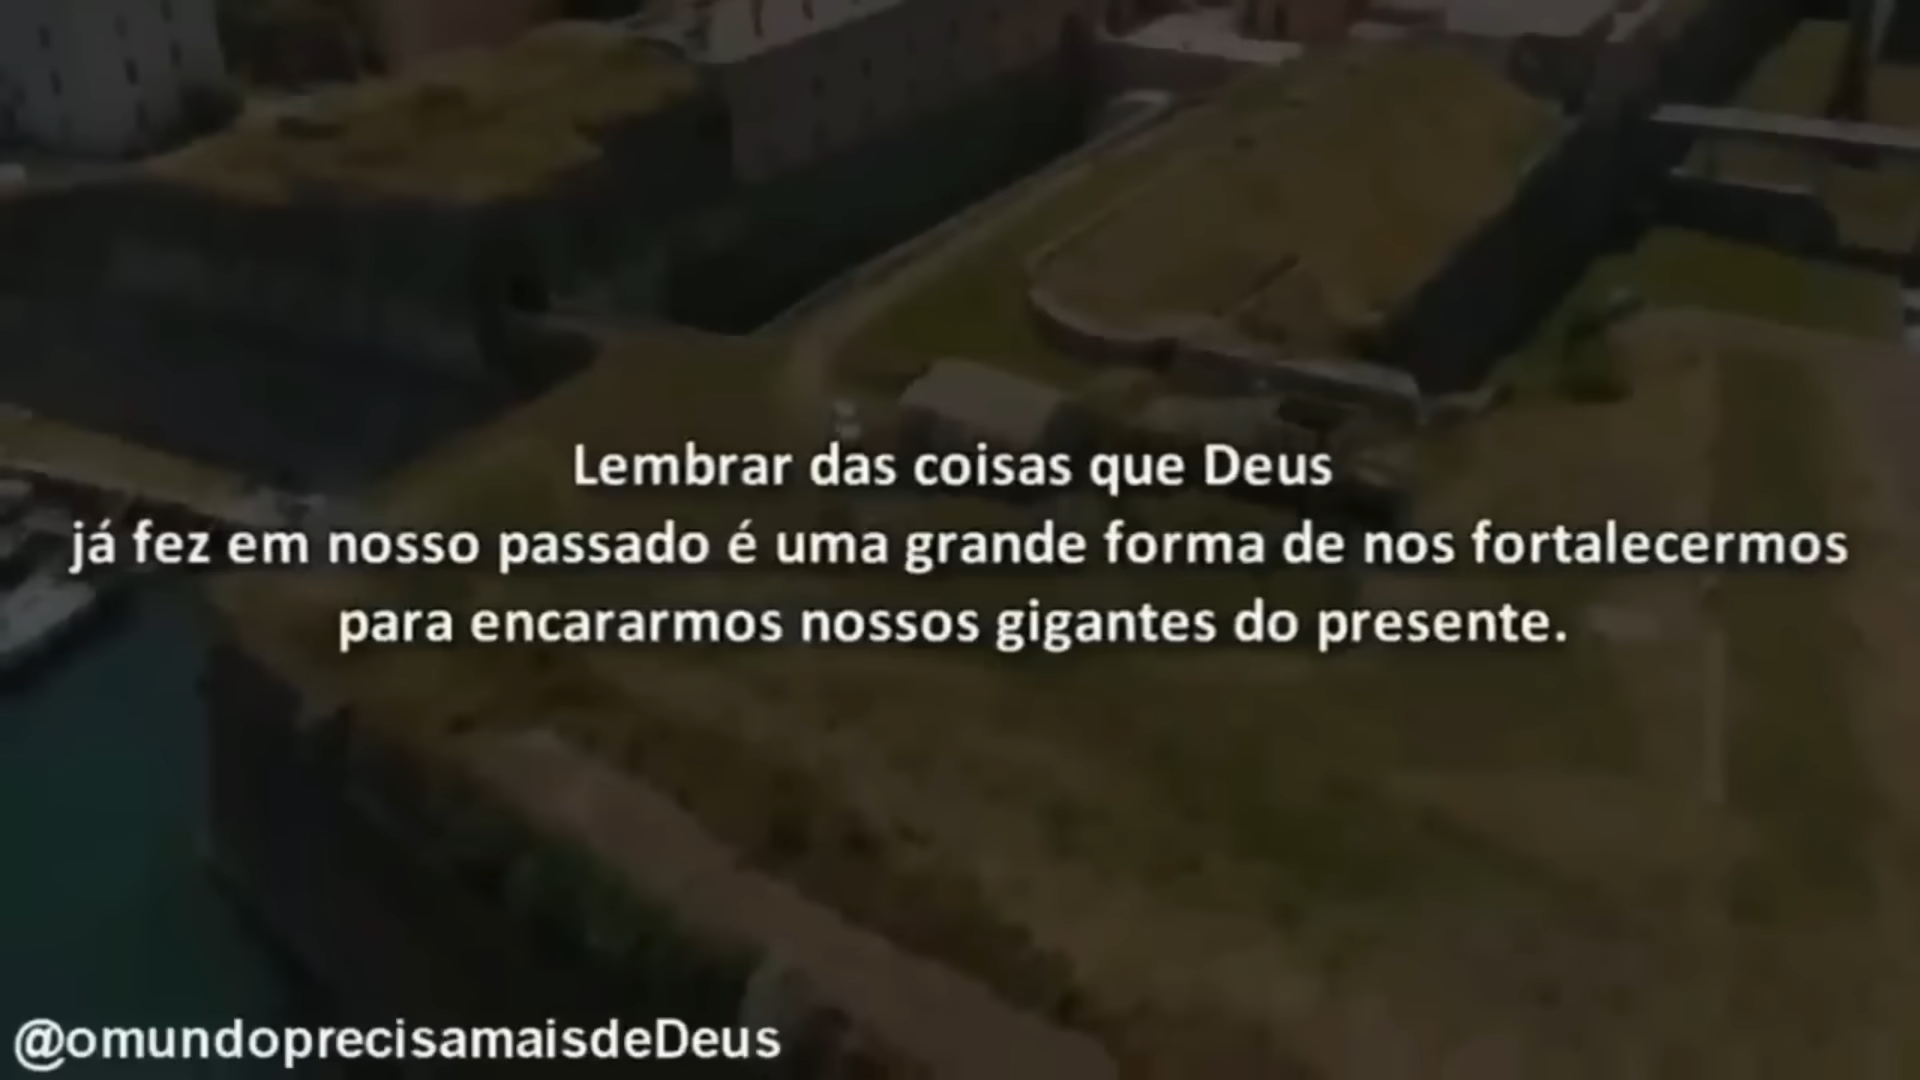 Lembrar das coisas que Deus
já fez em nosso passado é uma grande forma de nos fortalecermos
para encararmos nossos gigantes do presente.
@omundoprecisamaisdeDeus